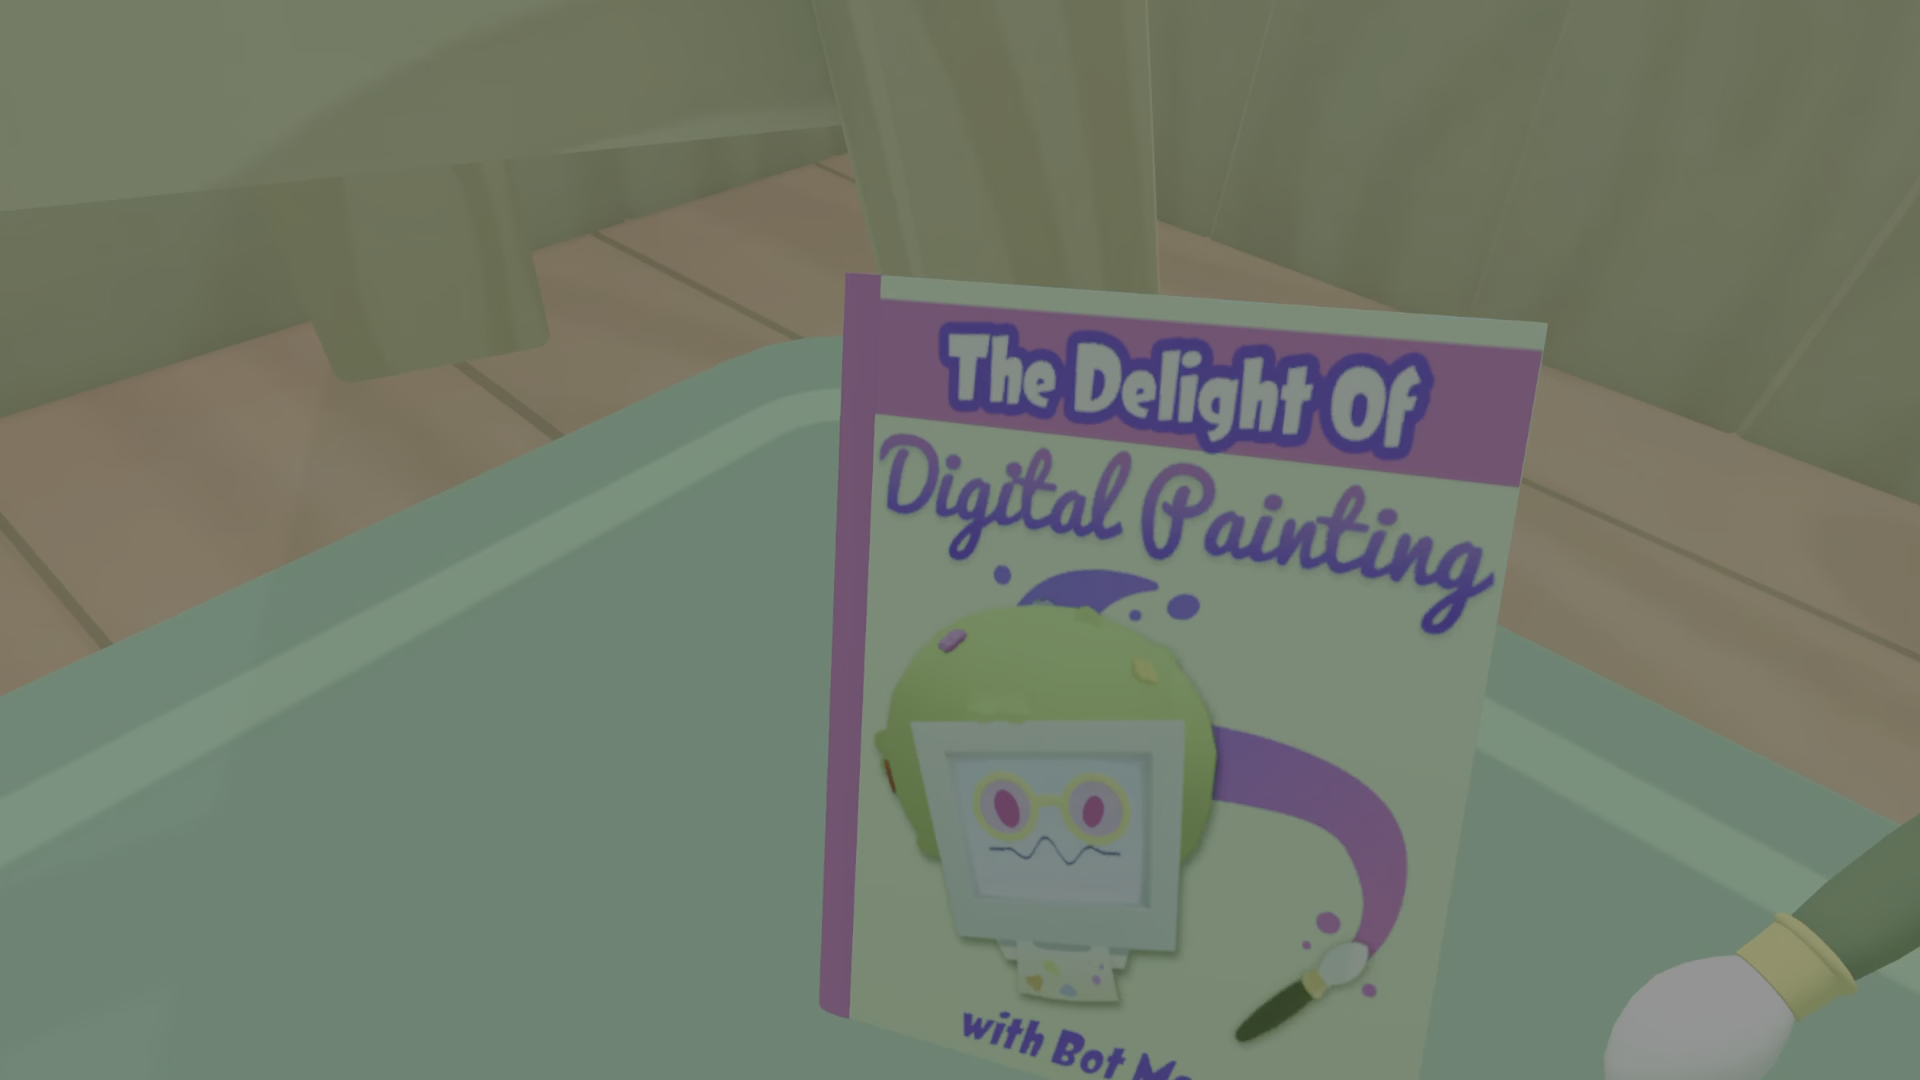 The Delight Of
Digital Painting
with Bot